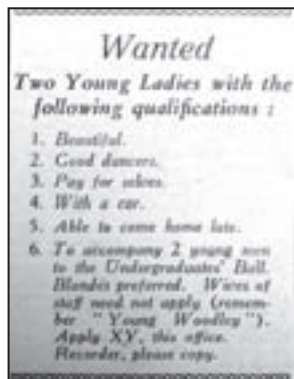 Wanted
Two Young Ladies with the
following qualifications :
1. Beautiful.
2. Good dancers.
3. Pay for selves.
4. With a car.
5. Able to come home late.
6. To accompany 2 young men
to the Undergraduates' Ball.
Blondes preferred. Wives of
staff need not apply (remem-
ber "Young Woodley").
Apply XY, this office.
Recorder, please copy.